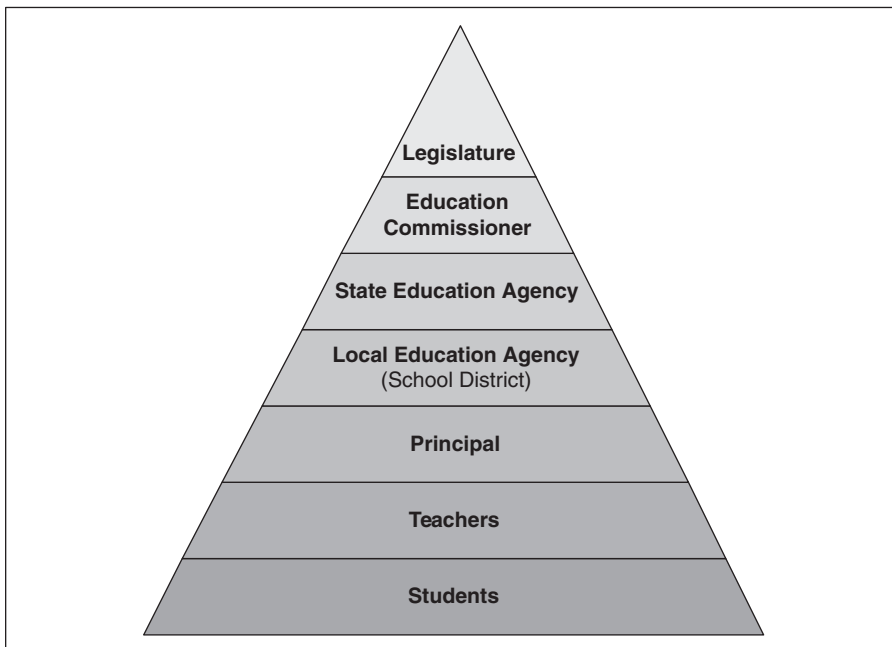 Legislature
Education
Commissioner
State Education Agency
Local Education Agency
(School District)
Principal
Teachers
Students